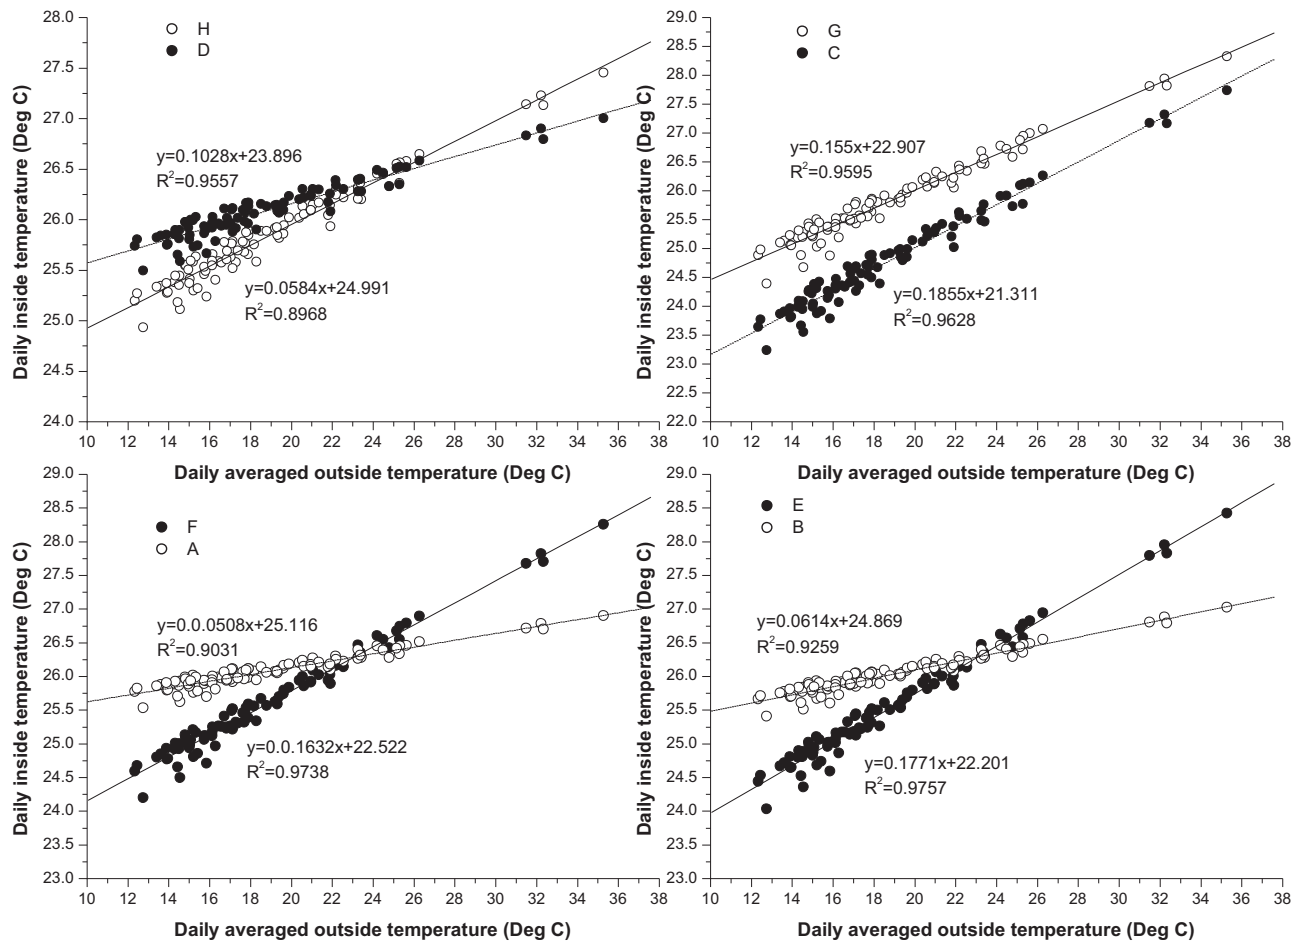 28.0
27.5
27.0
26.5
26.0
25.5
25.0
24.5
24.0
10 12 14 16 18 20 22 24 26 28 30 32 34 36 38
Daily inside temperature (Deg C)
Daily averaged outside temperature (Deg C)
H
D
y=0.1028x+23.896
R²=0.9557
y=0.0584x+24.991
R²=0.8968
29.0
28.5
28.0
27.5
27.0
26.5
26.0
25.5
25.0
24.5
24.0
23.5
23.0
22.5
22.0
10 12 14 16 18 20 22 24 26 28 30 32 34 36 38
Daily inside temperature (Deg C)
Daily averaged outside temperature (Deg C)
G
C
y=0.155x+22.907
R²=0.9595
y=0.1855x+21.311
R²=0.9628
29.0
28.5
28.0
27.5
27.0
26.5
26.0
25.5
25.0
24.5
24.0
23.5
23.0
10 12 14 16 18 20 22 24 26 28 30 32 34 36 38
Daily inside temperature (Deg C)
Daily averaged outside temperature (Deg C)
F
A
y=0.0.0508x+25.116
R²=0.9031
y=0.0.1632x+22.522
R²=0.9738
29.0
28.5
28.0
27.5
27.0
26.5
26.0
25.5
25.0
24.5
24.0
23.5
23.0
10 12 14 16 18 20 22 24 26 28 30 32 34 36 38
Daily inside temperature (Deg C)
Daily averaged outside temperature (Deg C)
E
B
y=0.0614x+24.869
R²=0.9259
y=0.1771x+22.201
R²=0.9757